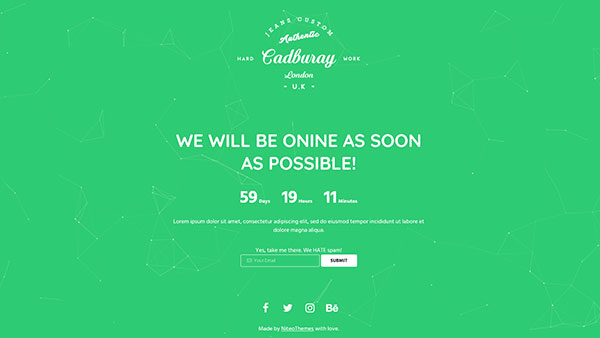 JEANS CUSTOM
Authentic
HARD Cadburay WORK
London
- U.K -
WE WILL BE ONINE AS SOON
AS POSSIBLE!
59 Days 19 Hours 11 Minutes
Lorem ipsum dolor sit amet, consectetur adipiscing elit, sed do eiusmod tempor incididunt ut labore et
dolore magna aliqua.
Yes, take me there. We HATE spam!
Your Email SUBMIT
Made by NiteoThemes with love.